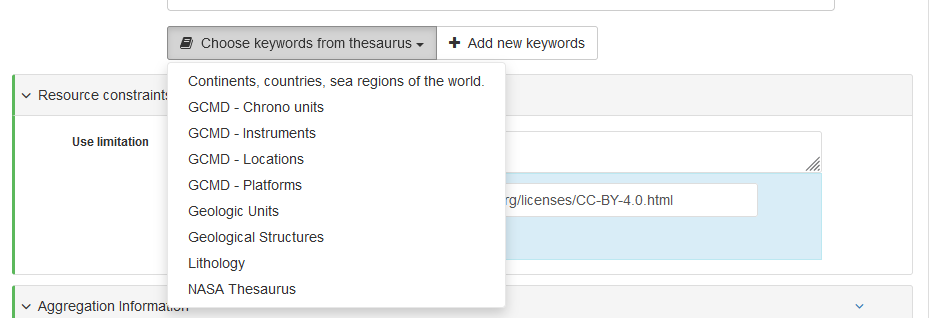 Choose keywords from thesaurus
Add new keywords
Continents, countries, sea regions of the world.
GCMD - Chrono units
Resource constraints
GCMD - Instruments
Use limitation
GCMD - Locations
GCMD - Platforms
rg/licenses/CC-BY-4.0.html
Geologic Units
Geological Structures
Lithology
NASA Thesaurus
Aggregation Information